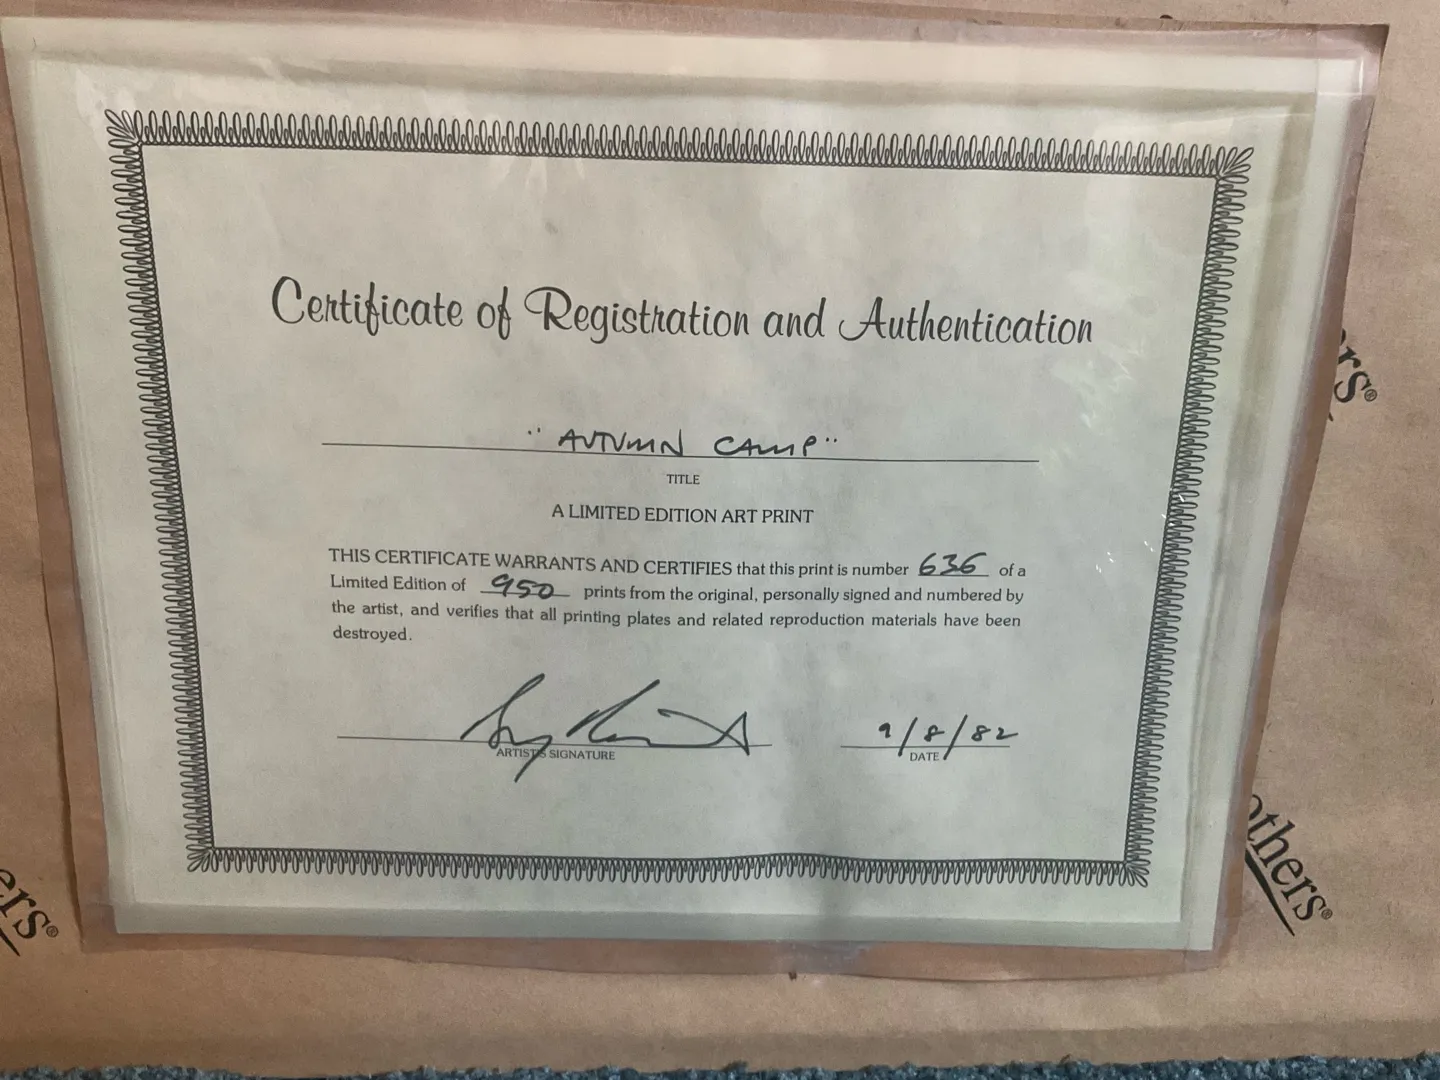 Certificate of Registration and Authentication
"AUTUMN CAMP"
TITLE
A LIMITED EDITION ART PRINT
THIS CERTIFICATE WARRANTS AND CERTIFIES that this print is number 636 of a
Limited Edition of 950 prints from the original, personally signed and numbered by
the artist, and verifies that all printing plates and related reproduction materials have been
destroyed.
ARTIST'S SIGNATURE
9/8/82
DATE
rs®
others®
ers®